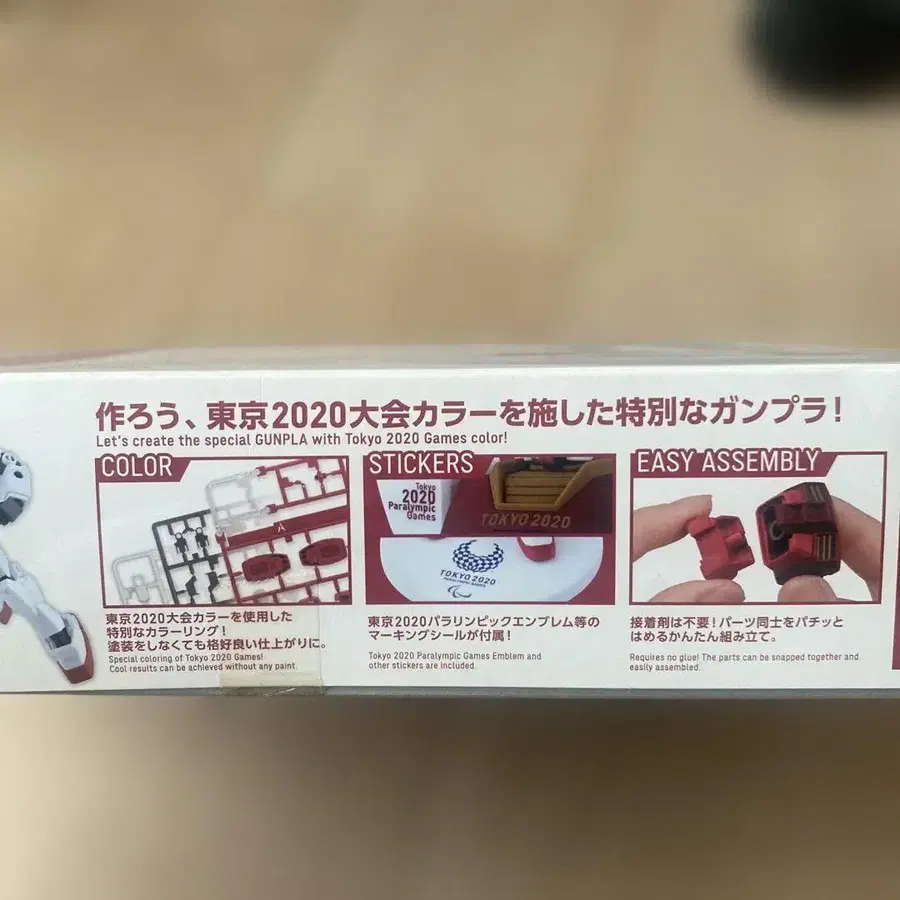 作ろう、東京2020大会カラーを施した特別なガンプラ！
Let's create the special GUNPLA with Tokyo 2020 Games color!
COLOR
東京2020大会カラーを使用した
特別なカラーリング！
塗装をしなくても格好良い仕上がりに。
Special coloring of Tokyo 2020 Games!
Cool results can be achieved without any paint.
STICKERS
Tokyo
2020
Paralympic
Games
TOKYO 2020
TOKYO 2020
PARALYMPIC GAMES
東京2020パラリンピックエンブレム等の
マーキングシールが付属！
Tokyo 2020 Paralympic Games Emblem and
other stickers are included.
EASY ASSEMBLY
接着剤は不要！パーツ同士をパチッと
はめるかんたん組み立て。
Requires no glue! The parts can be snapped together and
easily assembled.